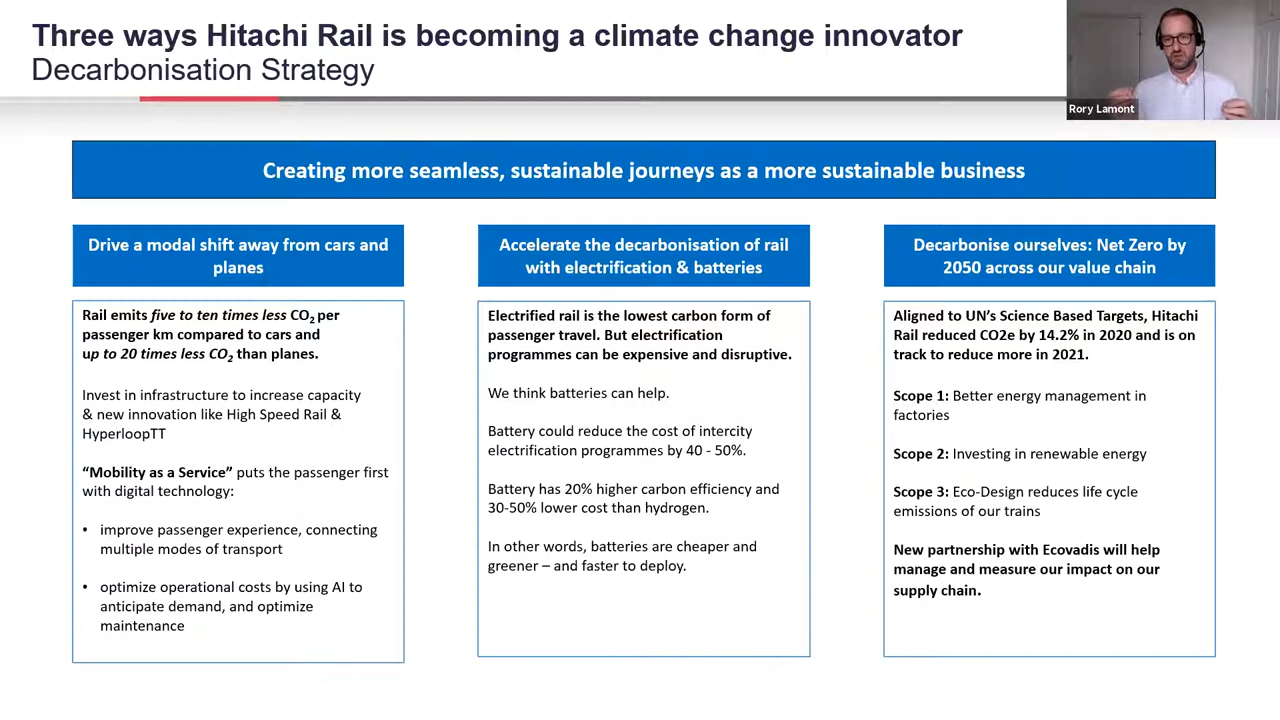 Three ways Hitachi Rail is becoming a climate change innovator
Decarbonisation Strategy
Rory Lamont
Creating more seamless, sustainable journeys as a more sustainable business
Drive a modal shift away from cars and
planes
Rail emits five to ten times less CO2 per
passenger km compared to cars and
up to 20 times less CO2 than planes.
Invest in infrastructure to increase capacity
& new innovation like High Speed Rail &
HyperloopTT
“Mobility as a Service” puts the passenger first
with digital technology:
• improve passenger experience, connecting
multiple modes of transport
• optimize operational costs by using AI to
anticipate demand, and optimize
maintenance
Accelerate the decarbonisation of rail
with electrification & batteries
Electrified rail is the lowest carbon form of
passenger travel. But electrification
programmes can be expensive and disruptive.
We think batteries can help.
Battery could reduce the cost of intercity
electrification programmes by 40 - 50%.
Battery has 20% higher carbon efficiency and
30-50% lower cost than hydrogen.
In other words, batteries are cheaper and
greener – and faster to deploy.
Decarbonise ourselves: Net Zero by
2050 across our value chain
Aligned to UN’s Science Based Targets, Hitachi
Rail reduced CO2e by 14.2% in 2020 and is on
track to reduce more in 2021.
Scope 1: Better energy management in
factories
Scope 2: Investing in renewable energy
Scope 3: Eco-Design reduces life cycle
emissions of our trains
New partnership with Ecovadis will help
manage and measure our impact on our
supply chain.